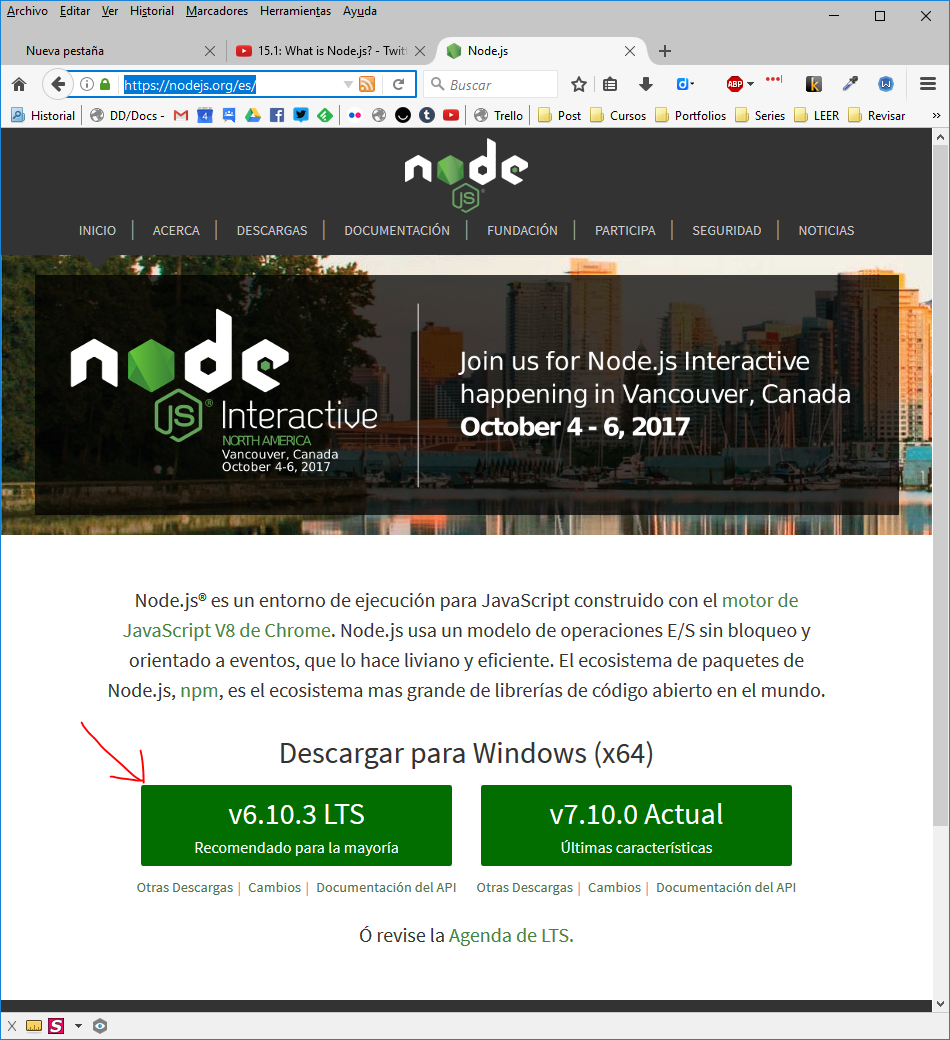 Archivo Editar Ver Historial Marcadores Herramientas Ayuda
Nueva pestaña
15.1: What is Node.js? - Twit
Node.js
https://nodejs.org/es/
Buscar
ABP
Historial
DD/Docs -
4
Trello
Post
Cursos
Portfolios
Series
LEER
Revisar
»
node
JS
INICIO | ACERCA | DESCARGAS | DOCUMENTACIÓN | FUNDACIÓN | PARTICIPA | SEGURIDAD | NOTICIAS
node
JS® Interactive
NORTH AMERICA
Vancouver, Canada
October 4-6, 2017
Join us for Node.js Interactive
happening in Vancouver, Canada
October 4 - 6, 2017
Node.js® es un entorno de ejecución para JavaScript construido con el motor de
JavaScript V8 de Chrome. Node.js usa un modelo de operaciones E/S sin bloqueo y
orientado a eventos, que lo hace liviano y eficiente. El ecosistema de paquetes de
Node.js, npm, es el ecosistema mas grande de librerías de código abierto en el mundo.
Descargar para Windows (x64)
v6.10.3 LTS
Recomendado para la mayoría
v7.10.0 Actual
Últimas características
Otras Descargas | Cambios | Documentación del API
Otras Descargas | Cambios | Documentación del API
Ó revise la Agenda de LTS.